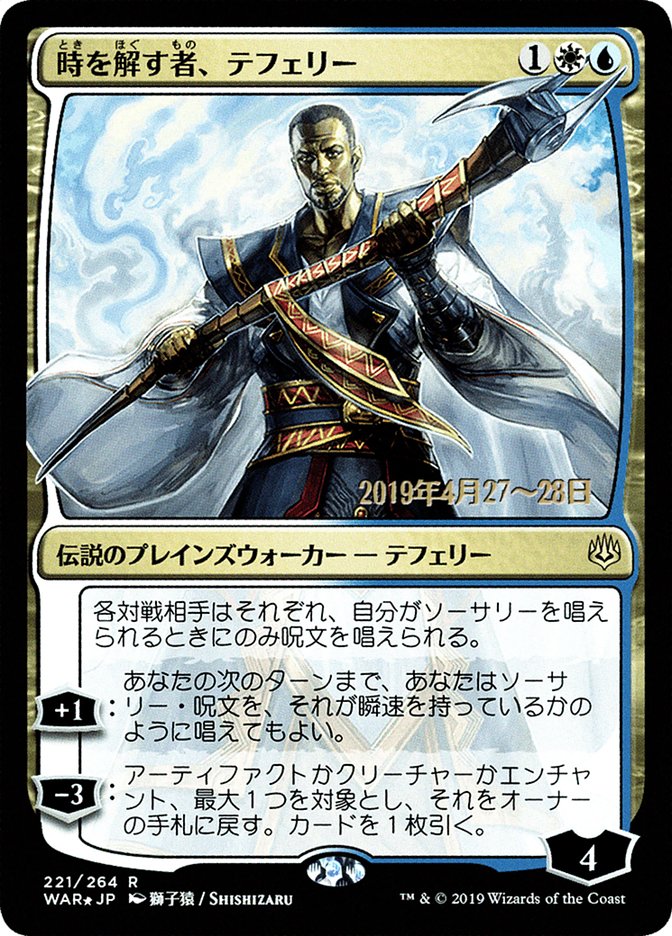 とき ほぐ もの
時を解す者、テフェリー 1
2019年4月27〜28日
伝説のプレインズウォーカー — テフェリー
各対戦相手はそれぞれ、自分がソーサリーを唱え
られるときにのみ呪文を唱えられる。
+1 : あなたの次のターンまで、あなたはソーサ
リー・呪文を、それが瞬速を持っているかの
ように唱えてもよい。
-3 : アーティファクトかクリーチャーかエンチャ
ント、最大1つを対象とし、それをオーナー
の手札に戻す。カードを1枚引く。
4
221/264 R
WAR★JP 獅子猿 / SHISHIZARU
™ & © 2019 Wizards of the Coast